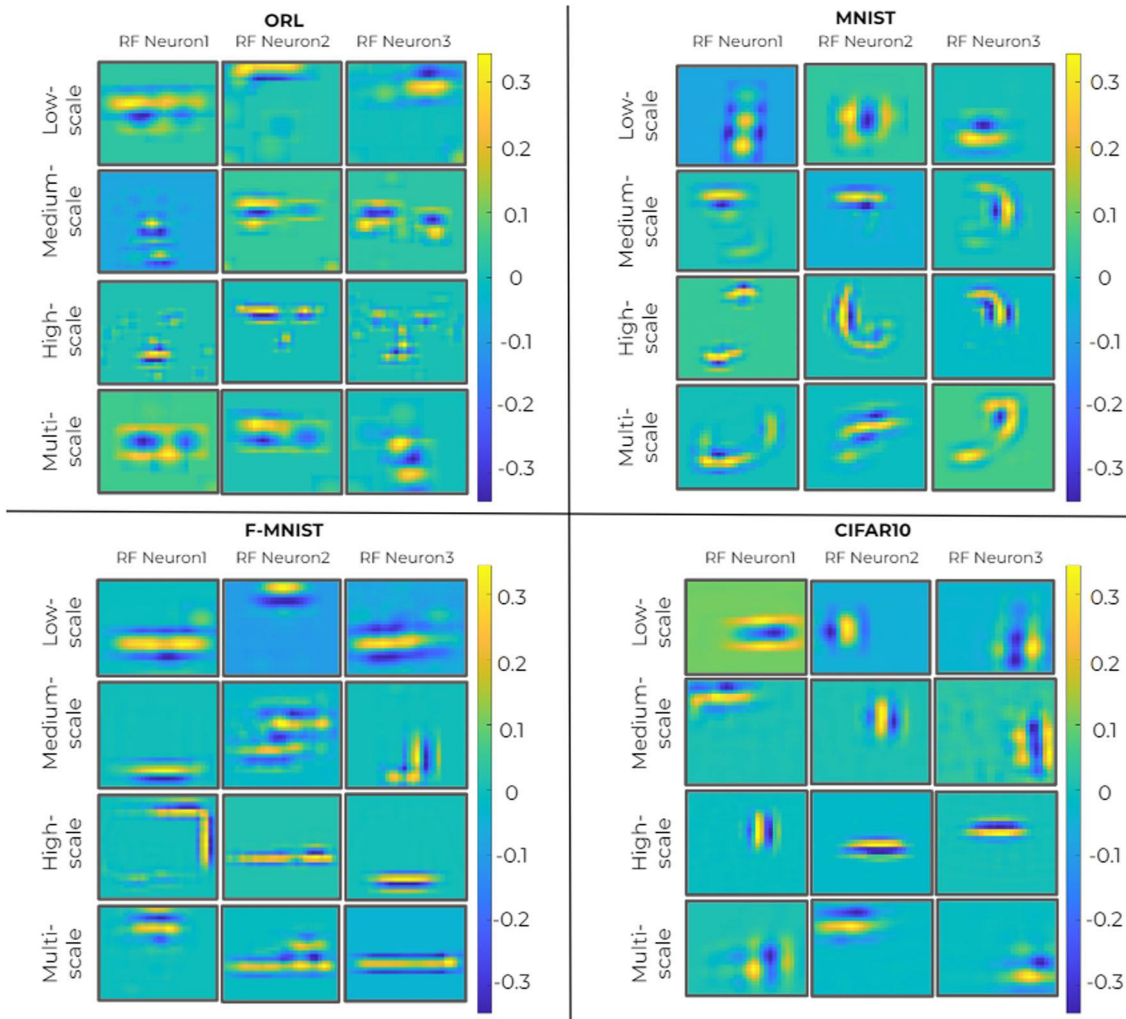 ORL
RF Neuron1 RF Neuron2 RF Neuron3
Low-
scale
Medium-
scale
High-
scale
Multi-
scale
0.3
0.2
0.1
0
-0.1
-0.2
-0.3
MNIST
RF Neuron1 RF Neuron2 RF Neuron3
Low-
scale
Medium-
scale
High-
scale
Multi-
scale
0.3
0.2
0.1
0
-0.1
-0.2
-0.3
F-MNIST
RF Neuron1 RF Neuron2 RF Neuron3
Low-
scale
Medium-
scale
High-
scale
Multi-
scale
0.3
0.2
0.1
0
-0.1
-0.2
-0.3
CIFAR10
RF Neuron1 RF Neuron2 RF Neuron3
Low-
scale
Medium-
scale
High-
scale
Multi-
scale
0.3
0.2
0.1
0
-0.1
-0.2
-0.3